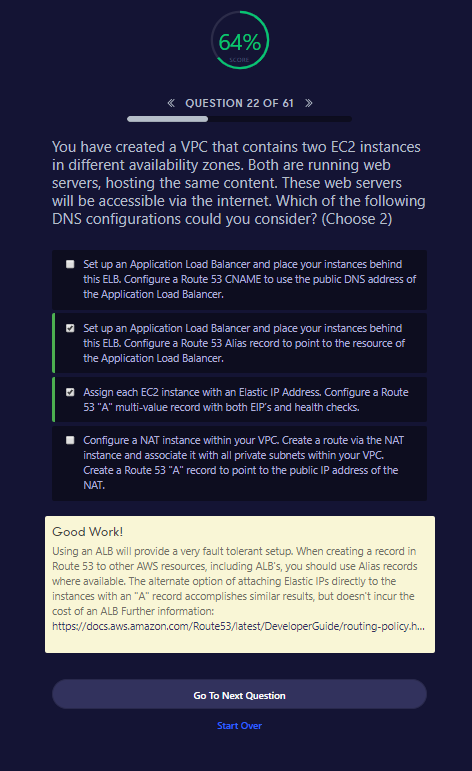 64%
SCORE
QUESTION 22 OF 61
You have created a VPC that contains two EC2 instances
in different availability zones. Both are running web
servers, hosting the same content. These web servers
will be accessible via the internet. Which of the following
DNS configurations could you consider? (Choose 2)
Set up an Application Load Balancer and place your instances behind
this ELB. Configure a Route 53 CNAME to use the public DNS address of
the Application Load Balancer.
Set up an Application Load Balancer and place your instances behind
this ELB. Configure a Route 53 Alias record to point to the resource of
the Application Load Balancer.
Assign each EC2 instance with an Elastic IP Address. Configure a Route
53 "A" multi-value record with both EIP's and health checks.
Configure a NAT instance within your VPC. Create a route via the NAT
instance and associate it with all private subnets within your VPC.
Create a Route 53 "A" record to point to the public IP address of the
NAT.
Good Work!
Using an ALB will provide a very fault tolerant setup. When creating a record in
Route 53 to other AWS resources, including ALB's, you should use Alias records
where available. The alternate option of attaching Elastic IPs directly to the
instances with an "A" record accomplishes similar results, but doesn't incur the
cost of an ALB Further information:
https://docs.aws.amazon.com/Route53/latest/DeveloperGuide/routing-policy.h...
Go To Next Question
Start Over